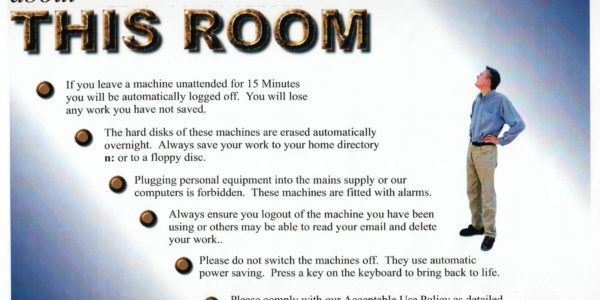 about
THIS ROOM
If you leave a machine unattended for 15 Minutes
you will be automatically logged off. You will lose
any work you have not saved.
The hard disks of these machines are erased automatically
overnight. Always save your work to your home directory
n: or to a floppy disc.
Plugging personal equipment into the mains supply or our
computers is forbidden. These machines are fitted with alarms.
Always ensure you logout of the machine you have been
using or others may be able to read your email and delete
your work..
Please do not switch the machines off. They use automatic
power saving. Press a key on the keyboard to bring back to life.
Please comply with our Acceptable Use Policy as detailed